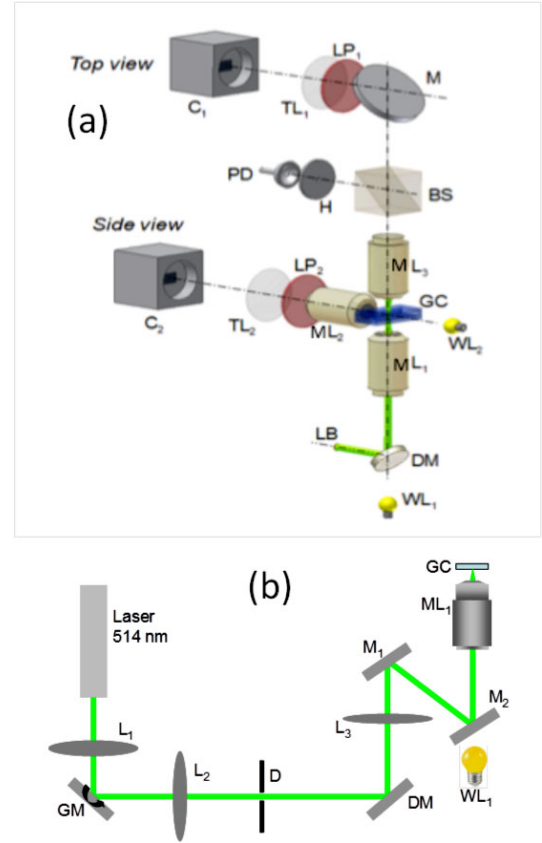 Top view
LP₁
M
TL₁
C₁
(a)
PD
H
BS
Side view
ML₃
LP₂
GC
C₂
TL₂
ML₂
WL₂
ML₁
LB
DM
WL₁
(b)
GC
Laser
514 nm
ML₁
M₁
M₂
L₁
L₂
D
L₃
GM
DM
WL₁